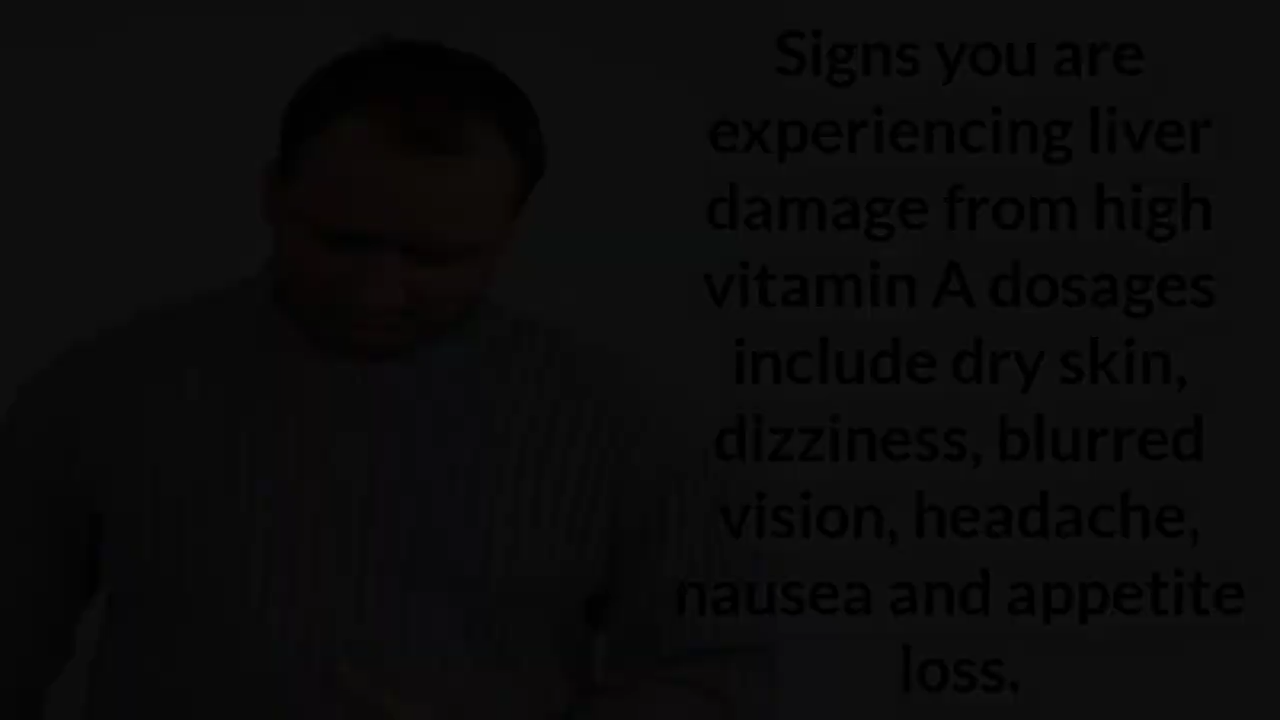 Signs you are
experiencing liver
damage from high
vitamin A dosages
include dry skin,
dizziness, blurred
vision, headache,
nausea and appetite
loss.